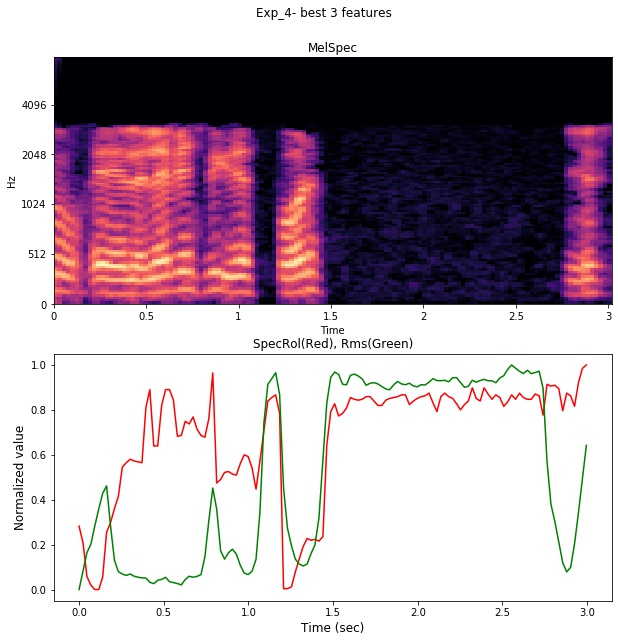 Exp_4- best 3 features
MelSpec
4096
2048
1024
512
0
Hz
0 0.5 1 1.5 2 2.5 3
Time
SpecRol(Red), Rms(Green)
1.0
0.8
0.6
0.4
0.2
0.0
Normalized value
0.0 0.5 1.0 1.5 2.0 2.5 3.0
Time (sec)